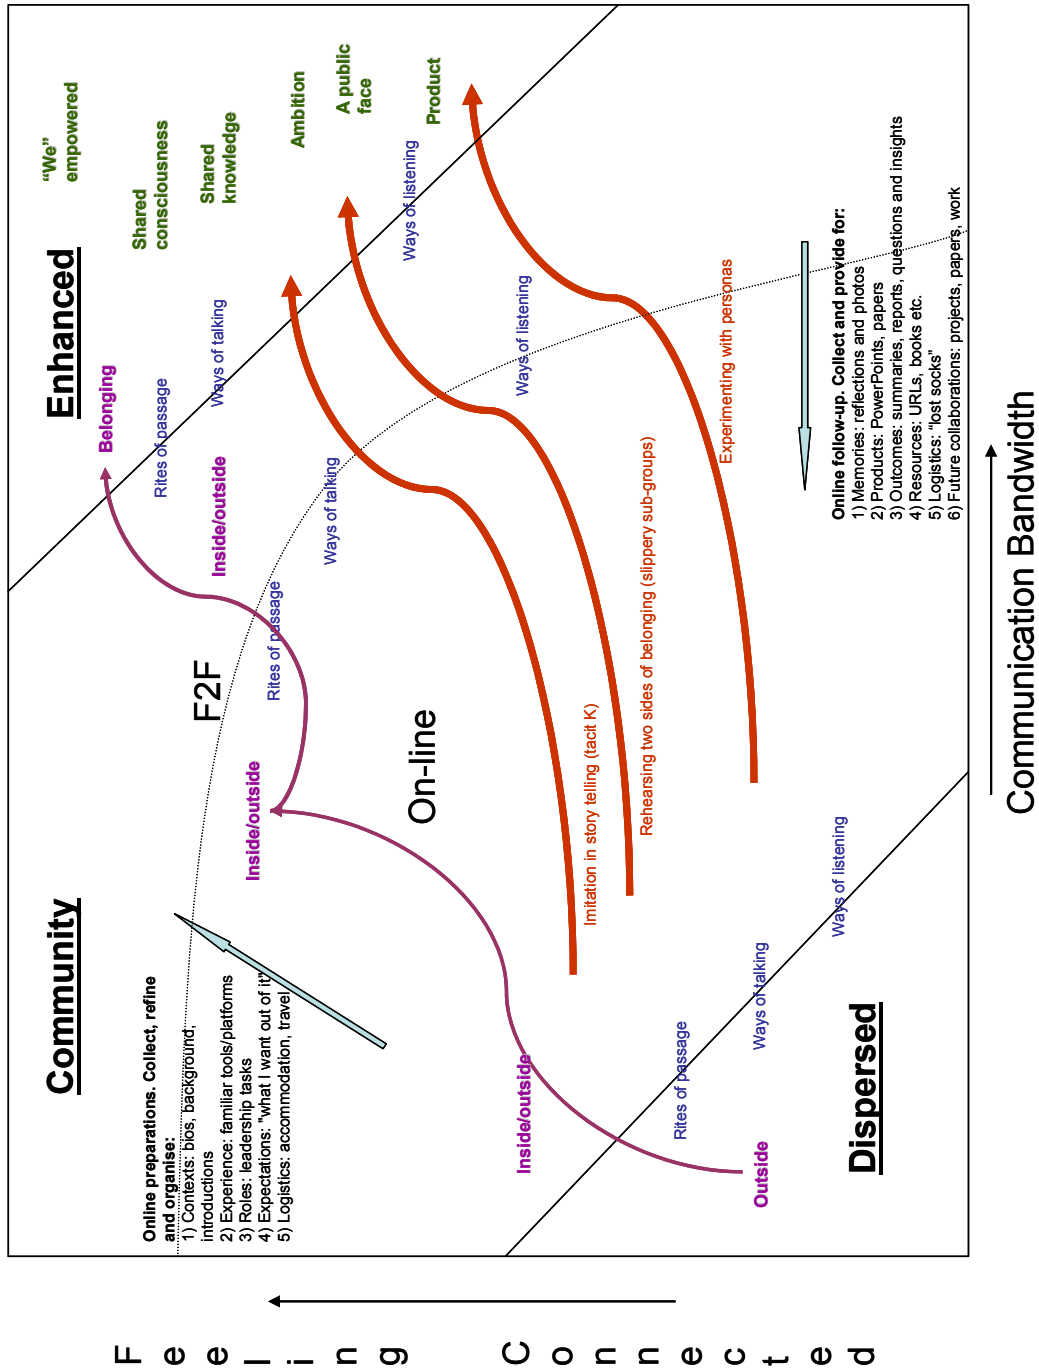 Community
Enhanced
"We"
empowered
Belonging
Shared
consciousness
Shared
knowledge
Ambition
A public
face
Product
Online preparations. Collect, refine
and organise:
1) Contexts: bios, background,
introductions
2) Experience: familiar tools/platforms
3) Roles: leadership tasks
4) Expectations: "what I want out of it"
5) Logistics: accommodation, travel
Rites of passage
Ways of talking
Ways of listening
Inside/outside
F2F
Inside/outside
Rites of passage
Ways of talking
Ways of listening
On-line
Inside/outside
Imitation in story telling (tacit K)
Rehearsing two sides of belonging (slippery sub-groups)
Experimenting with personas
Rites of passage
Ways of talking
Ways of listening
Outside
Dispersed
Online follow-up. Collect and provide for:
1) Memories: reflections and photos
2) Products: PowerPoints, papers
3) Outcomes: summaries, reports, questions and insights
4) Resources: URLs, books etc.
5) Logistics: "lost socks"
6) Future collaborations: projects, papers, work
Communication Bandwidth
Feeling Connected